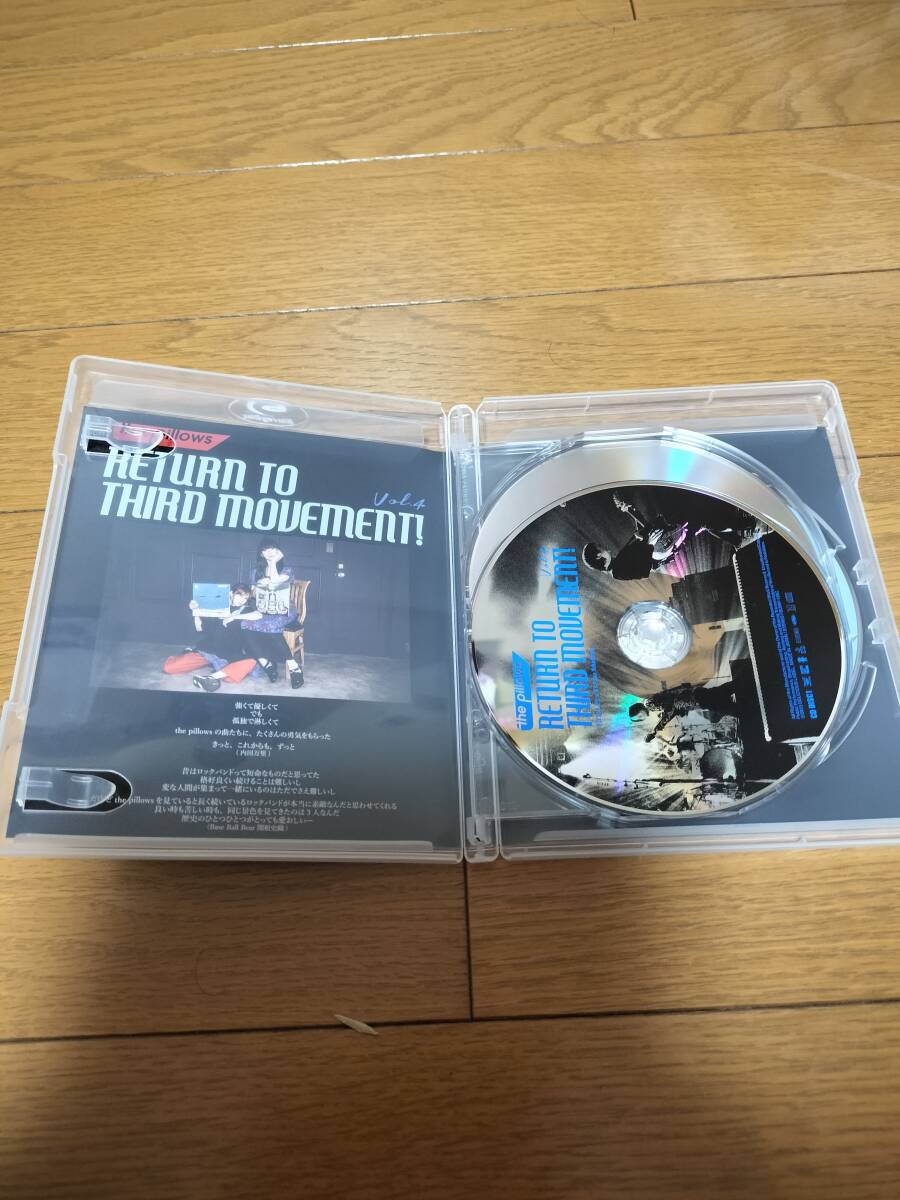 the pillows
RETURN TO
THIRD MOVEMENT!
Vol.4
強くて優しくて
でも
孤独で淋しくて
the pillows の曲たちに、たくさんの勇気をもらった
きっと、これからも、ずっと
昔はロックバンドって短命なものだと思ってた
格好良くい続けることは難しいし
変な人間が集まって一緒にいるのはただでさえ難しいし
the pillows を見ていると長く続いているロックバンドが本当に素敵なんだと思わせてくれる
良い時も苦しい時も、同じ景色を見てきたのは3人なんだ
歴史のひとつひとつがとっても愛おしいー
(Base Ball Bear 関根史織)
the pillows
RETURN TO
THIRD MOVEMENT!
CD DISC 1